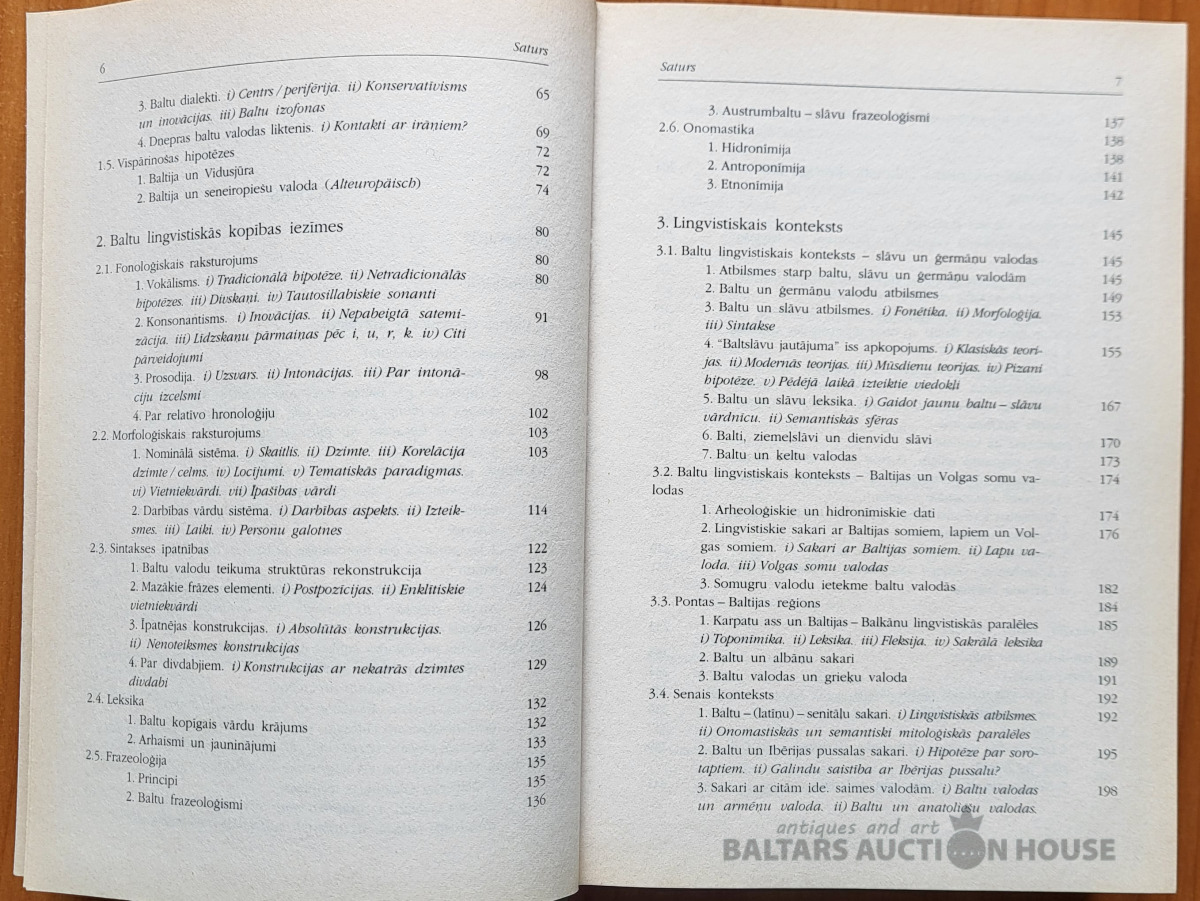 6
Saturs
3. Baltu dialekti. i) Centrs / perifērija. ii) Konservatīvisms 65
un inovācijas. iii) Baltu izofonas
4. Dņepras baltu valodas liktenis. i) Kontakti ar irāņiem? 69
1.5. Vispārinošas hipotēzes 72
1. Baltija un Vidusjūra 72
2. Baltija un seneiropiešu valoda (Alteuropäisch) 74
2. Baltu lingvistiskās kopības iezīmes 80
2.1. Fonoloģiskais raksturojums 80
1. Vokālisms. i) Tradicionālā hipotēze. ii) Netradicionālās 80
hipotēzes. iii) Divskaņi. iv) Tautosillabiskie sonanti
2. Konsonantisms. i) Inovācijas. ii) Nepabeigtā satemi- 91
zācija. iii) Līdzskaņu pārmaiņas pēc i, u, r, k. iv) Citi
pārveidojumi
3. Prosodija. i) Uzsvars. ii) Intonācijas. iii) Par intonā- 98
ciju izcelsmi
4. Par relatīvo hronoloģiju 102
2.2. Morfoloģiskais raksturojums 103
1. Nominālā sistēma. i) Skaitlis. ii) Dzimte. iii) Korelācija 103
dzimte / celms. iv) Locījumi. v) Tematiskās paradigmas.
vi) Vietniekvārdi. vii) Īpašības vārdi
2. Darbības vārdu sistēma. i) Darbības aspekts. ii) Izteik- 114
smes. iii) Laiki. iv) Personu galotnes
2.3. Sintakses īpatnības 122
1. Baltu valodu teikuma struktūras rekonstrukcija 123
2. Mazākie frāzes elementi. i) Postpozīcijas. ii) Enklītiskie 124
vietniekvārdi
3. Īpatnējas konstrukcijas. i) Absolūtās konstrukcijas. 126
ii) Nenoteiksmes konstrukcijas
4. Par divdabjiem. i) Konstrukcijas ar nekatrās dzimtes 129
divdabi
2.4. Leksika 132
1. Baltu kopīgais vārdu krājums 132
2. Arhaismi un jauninājumi 133
2.5. Frazeoloģija 135
1. Principi 135
2. Baltu frazeoloģismi 136
Saturs
7
3. Austrumbaltu – slāvu frazeoloģismi 137
2.6. Onomastika 138
1. Hidronīmija 138
2. Antroponīmija 141
3. Etnonīmija 142
3. Lingvistiskais konteksts 145
3.1. Baltu lingvistiskais konteksts – slāvu un ģermāņu valodas 145
1. Atbilsmes starp baltu, slāvu un ģermāņu valodām 145
2. Baltu un ģermāņu valodu atbilsmes 149
3. Baltu un slāvu atbilsmes. i) Fonētika. ii) Morfoloģija. 153
iii) Sintakse
4. “Baltslāvu jautājuma” īss apkopojums. i) Klasiskās teori- 155
jas. ii) Modernās teorijas. iii) Mūsdienu teorijas. iv) Pizani
hipotēze. v) Pēdējā laikā izteiktie viedokļi
5. Baltu un slāvu leksika. i) Gaidot jaunu baltu – slāvu 167
vārdnīcu. ii) Semantiskās sfēras
6. Balti, ziemeļslāvi un dienvidu slāvi 170
7. Baltu un ķeltu valodas 173
3.2. Baltu lingvistiskais konteksts – Baltijas un Volgas somu va- 174
lodas
1. Arheoloģiskie un hidronīmiskie dati 174
2. Lingvistiskie sakari ar Baltijas somiem, lapiem un Vol- 176
gas somiem. i) Sakari ar Baltijas somiem. ii) Lapu va-
loda. iii) Volgas somu valodas
3. Somugru valodu ietekme baltu valodās 182
3.3. Pontas – Baltijas reģions 184
1. Karpatu ass un Baltijas – Balkānu lingvistiskās paralēles 185
i) Toponīmika. ii) Leksika. iii) Fleksija. iv) Sakrālā leksika
2. Baltu un albāņu sakari 189
3. Baltu valodas un grieķu valoda 191
3.4. Senais konteksts 192
1. Baltu – (latīņu) – senitāļu sakari. i) Lingvistiskās atbilsmes. 192
ii) Onomastiskās un semantiski mitoloģiskās paralēles
2. Baltu un Ibērijas pussalas sakari. i) Hipotēze par soro- 195
taptiem. ii) Galindu saistība ar Ibērijas pussalu?
3. Sakari ar citām ide. saimes valodām. i) Baltu valodas 198
un armēņu valoda. ii) Baltu un anatoliešu valodas.
antiques and art
BALTARS AUCTION HOUSE